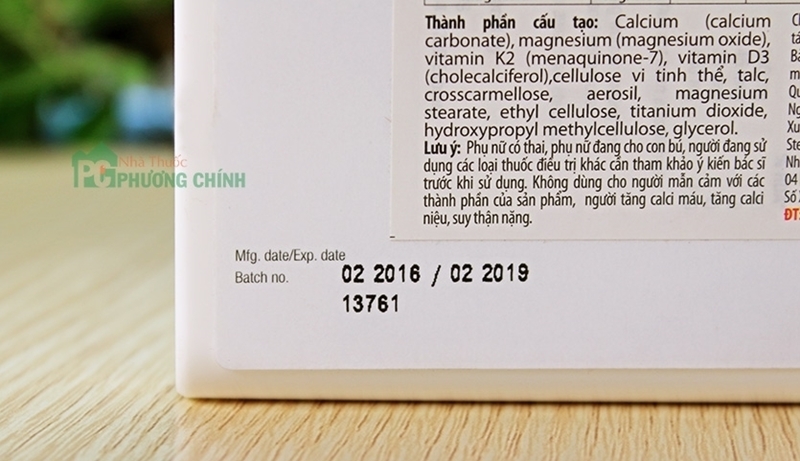 Thành phần cấu tạo: Calcium (calcium
carbonate), magnesium (magnesium oxide),
vitamin K2 (menaquinone-7), vitamin D3
(cholecalciferol),cellulose vi tinh thể, talc,
crosscarmellose, aerosil, magnesium
stearate, ethyl cellulose, titanium dioxide,
hydroxypropyl methylcellulose, glycerol.
Lưu ý: Phụ nữ có thai, phụ nữ đang cho con bú, người đang sử
dụng các loại thuốc điều trị khác cần tham khảo ý kiến bác sĩ
trước khi sử dụng. Không dùng cho người mẫn cảm với các
thành phần của sản phẩm, người tăng calci máu, tăng calci
niệu, suy thận nặng.
Nhà Thuốc
PC PHƯƠNG CHÍNH
Mfg. date/Exp. date
Batch no.
02 2016 / 02 2019
13761
04
Số